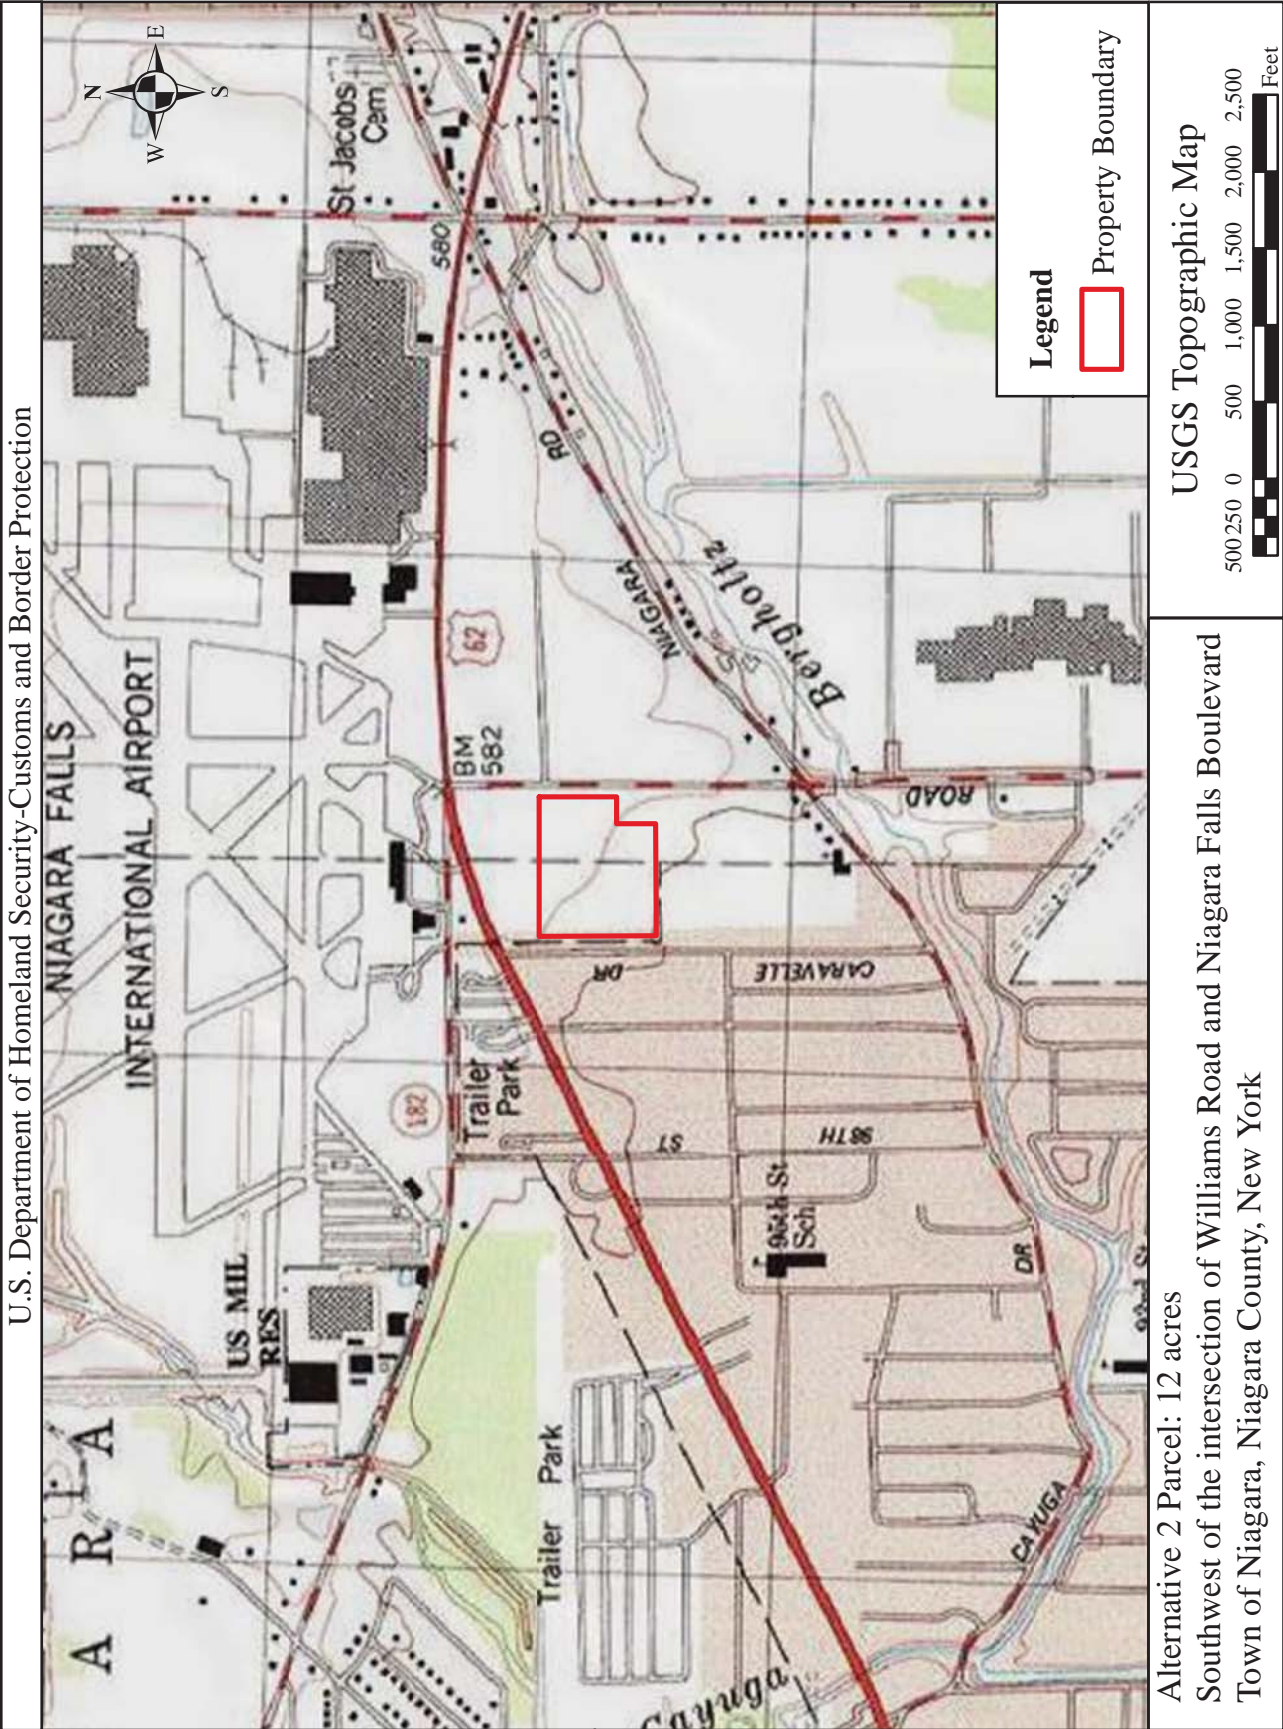 U.S. Department of Homeland Security-Customs and Border Protection
N
E
W
S
NIAGARA FALLS
INTERNATIONAL AIRPORT
St Jacobs
Cem
580
US MIL
RES
A R A
182
62
BM
582
Trailer
Park
RD
NIAGARA
Bergholtz
ROAD
CARAVELLE
DR
98TH
ST
95th St
Sch
Trailer Park
DR
CAYUGA
Cayuga
Legend
Property Boundary
Alternative 2 Parcel: 12 acres
Southwest of the intersection of Williams Road and Niagara Falls Boulevard
Town of Niagara, Niagara County, New York
USGS Topographic Map
500 250 0 500 1,000 1,500 2,000 2,500
Feet